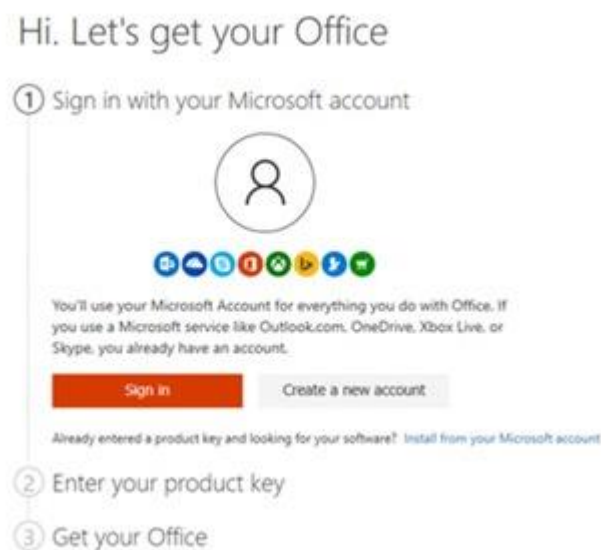 Hi. Let's get your Office
1 Sign in with your Microsoft account
You'll use your Microsoft Account for everything you do with Office. If
you use a Microsoft service like Outlook.com, OneDrive, Xbox Live, or
Skype, you already have an account.
Sign in
Create a new account
Already entered a product key and looking for your software? Install from your Microsoft account
2 Enter your product key
3 Get your Office